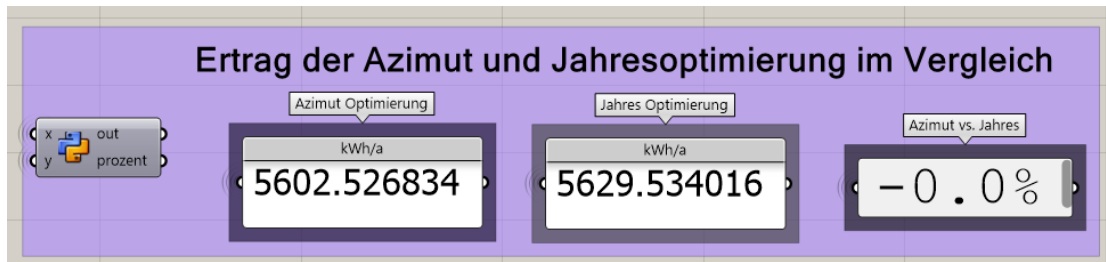 Ertrag der Azimut und Jahresoptimierung im Vergleich
Azimut Optimierung
Jahres Optimierung
Azimut vs. Jahres
x out
y prozent
kWh/a
5602.526834
kWh/a
5629.534016
-0.0%